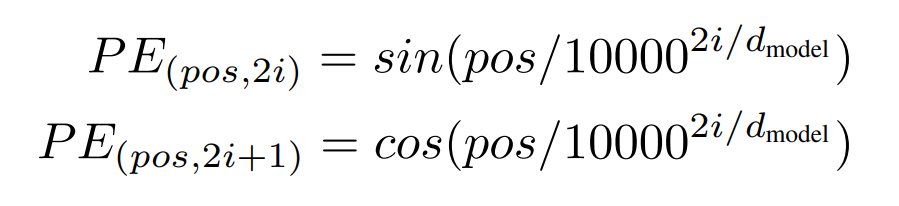 PE_(pos,2i) = sin(pos/10000^{2i/d_model})
PE_(pos,2i+1) = cos(pos/10000^{2i/d_model})